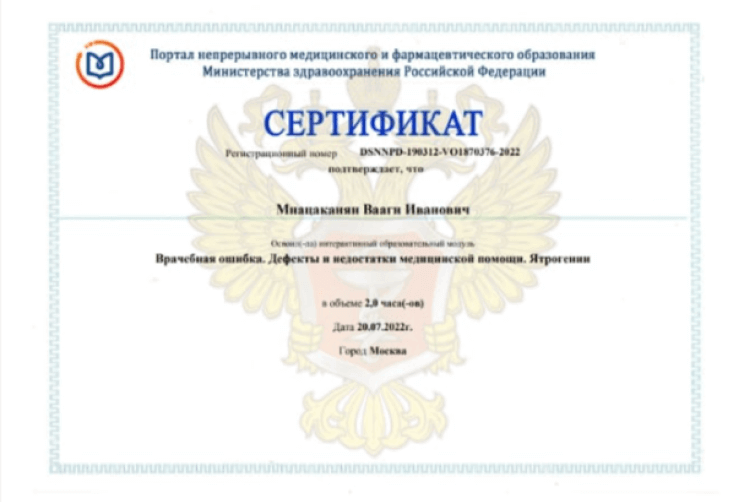 Портал непрерывного медицинского и фармацевтического образования
Министерства здравоохранения Российской Федерации
СЕРТИФИКАТ
Регистрационный номер DSNNPD-190312-VO1870376-2022
подтверждает, что
Мнацаканян Ваагн Иванович
Освоил(-ла) интерактивный образовательный модуль
Врачебная ошибка. Дефекты и недостатки медицинской помощи. Ятрогении
в объеме 2,0 часа(-ов)
Дата 20.07.2022г.
Город Москва